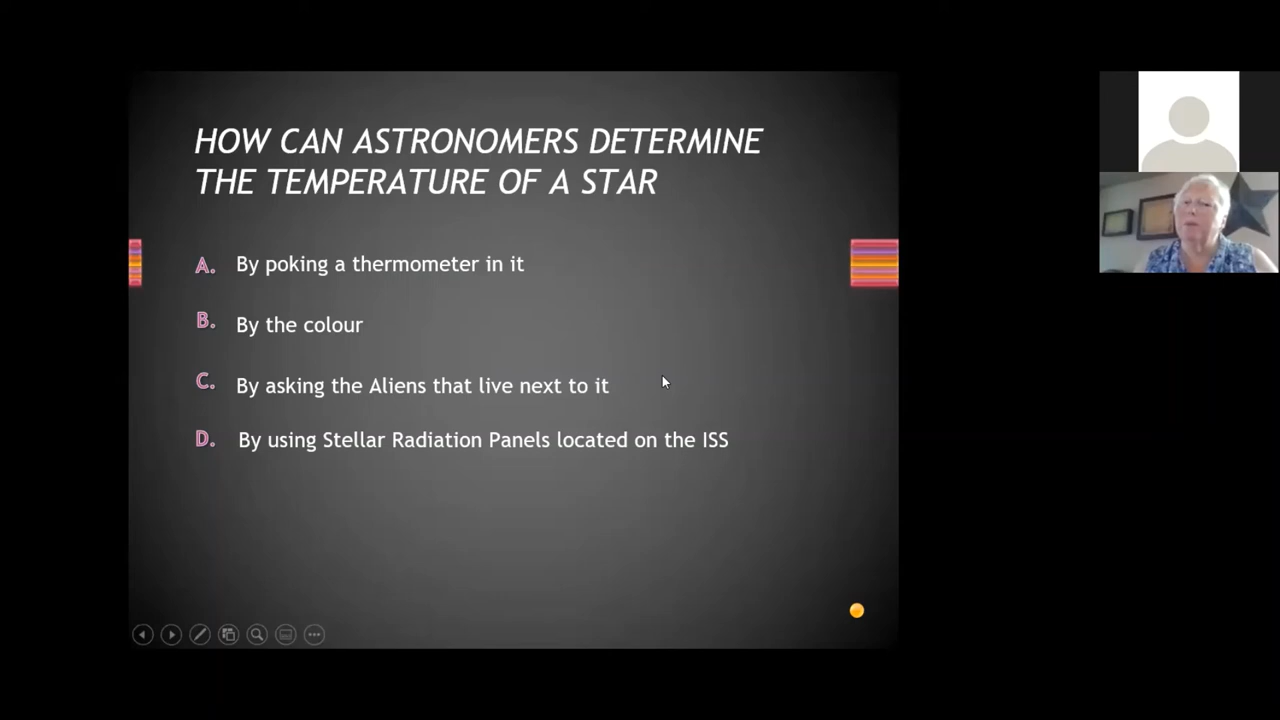 HOW CAN ASTRONOMERS DETERMINE
THE TEMPERATURE OF A STAR
A. By poking a thermometer in it
B. By the colour
C. By asking the Aliens that live next to it
D. By using Stellar Radiation Panels located on the ISS